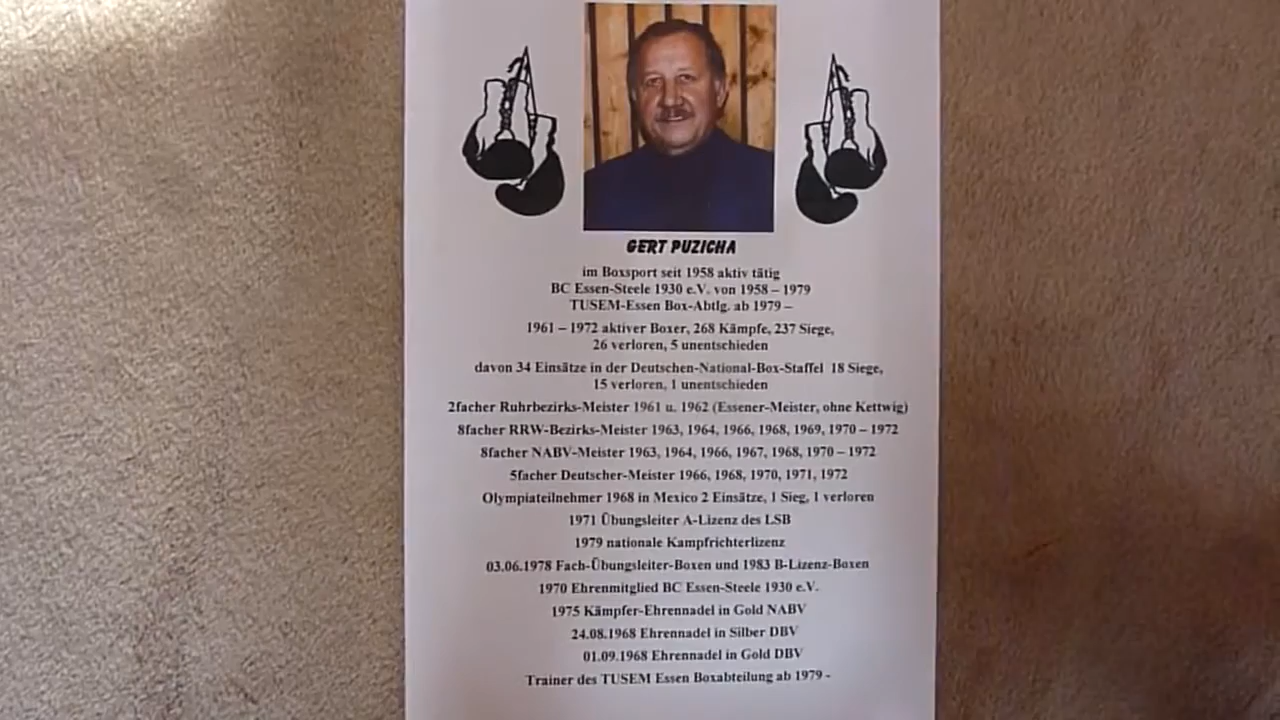 GERT PUZICHA
im Boxsport seit 1958 aktiv tätig
BC Essen-Steele 1930 e.V. von 1958 – 1979
TUSEM-Essen Box-Abtlg. ab 1979 –
1961 – 1972 aktiver Boxer, 268 Kämpfe, 237 Siege,
26 verloren, 5 unentschieden
davon 34 Einsätze in der Deutschen-National-Box-Staffel 18 Siege,
15 verloren, 1 unentschieden
2facher Ruhrbezirks-Meister 1961 u. 1962 (Essener-Meister, ohne Kettwig)
8facher RRW-Bezirks-Meister 1963, 1964, 1966, 1968, 1969, 1970 – 1972
8facher NABV-Meister 1963, 1964, 1966, 1967, 1968, 1970 – 1972
5facher Deutscher-Meister 1966, 1968, 1970, 1971, 1972
Olympiateilnehmer 1968 in Mexico 2 Einsätze, 1 Sieg, 1 verloren
1971 Übungsleiter A-Lizenz des LSB
1979 nationale Kampfrichterlizenz
03.06.1978 Fach-Übungsleiter-Boxen und 1983 B-Lizenz-Boxen
1970 Ehrenmitglied BC Essen-Steele 1930 e.V.
1975 Kämpfer-Ehrennadel in Gold NABV
24.08.1968 Ehrennadel in Silber DBV
01.09.1968 Ehrennadel in Gold DBV
Trainer des TUSEM Essen Boxabteilung ab 1979 -